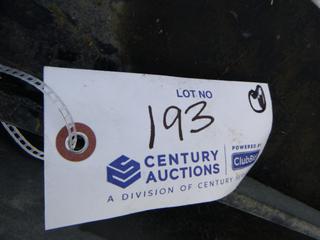 LOT NO
193
CENTURY
AUCTIONS
POWERED BY
A DIVISION OF CENTURY